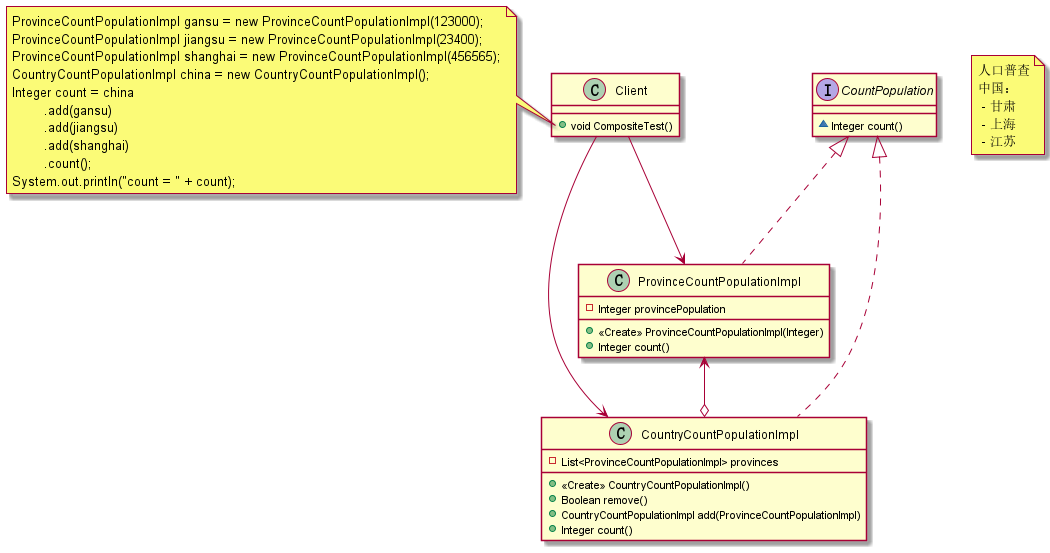 ProvinceCountPopulationImpl gansu = new ProvinceCountPopulationImpl(123000);
ProvinceCountPopulationImpl jiangsu = new ProvinceCountPopulationImpl(23400);
ProvinceCountPopulationImpl shanghai = new ProvinceCountPopulationImpl(456565);
CountryCountPopulationImpl china = new CountryCountPopulationImpl();
Integer count = china
.add(gansu)
.add(jiangsu)
.add(shanghai)
.count();
System.out.println("count = " + count);
C Client
void CompositeTest()
I CountPopulation
Integer count()
人口普查
中国：
- 甘肃
- 上海
- 江苏
C ProvinceCountPopulationImpl
Integer provincePopulation
«Create» ProvinceCountPopulationImpl(Integer)
Integer count()
C CountryCountPopulationImpl
List<ProvinceCountPopulationImpl> provinces
«Create» CountryCountPopulationImpl()
Boolean remove()
CountryCountPopulationImpl add(ProvinceCountPopulationImpl)
Integer count()